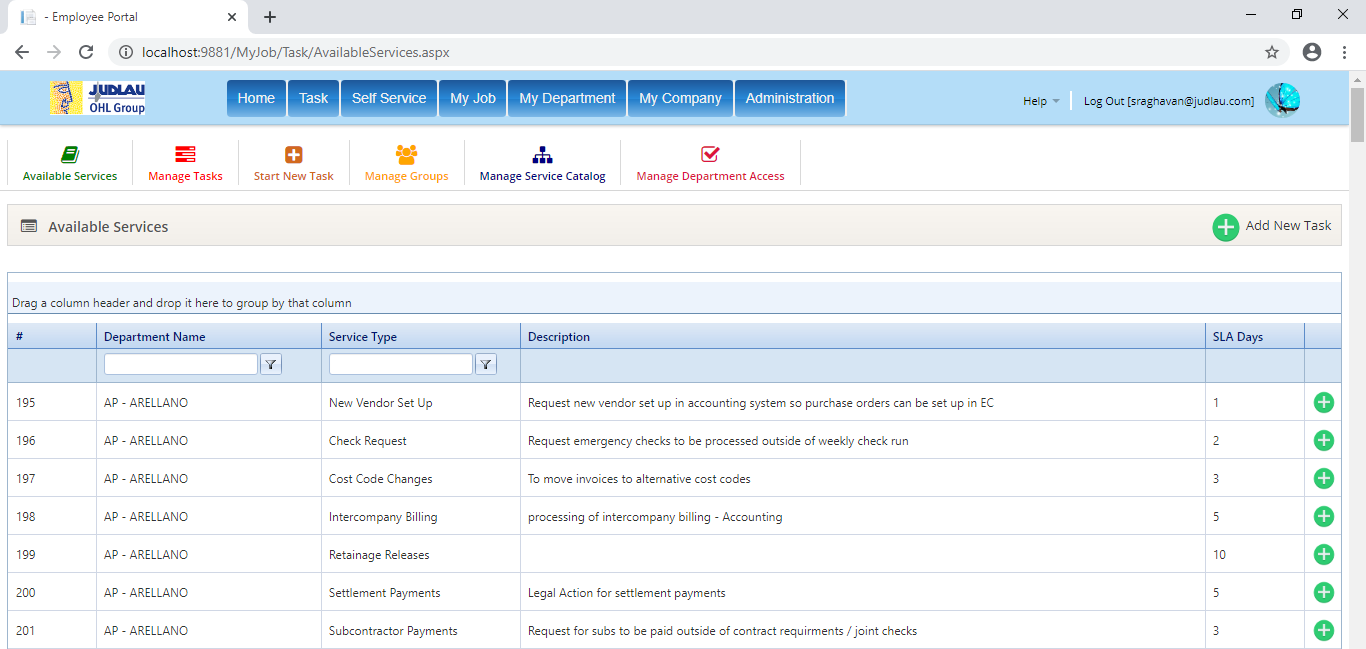 - Employee Portal
localhost:9881/MyJob/Task/AvailableServices.aspx
JUDLAU
OHL Group
Home Task Self Service My Job My Department My Company Administration
Help Log Out [sraghavan@judlau.com]
Available Services Manage Tasks Start New Task Manage Groups Manage Service Catalog Manage Department Access
Available Services Add New Task
Drag a column header and drop it here to group by that column
# Department Name Service Type Description SLA Days
195 AP - ARELLANO New Vendor Set Up Request new vendor set up in accounting system so purchase orders can be set up in EC 1
196 AP - ARELLANO Check Request Request emergency checks to be processed outside of weekly check run 2
197 AP - ARELLANO Cost Code Changes To move invoices to alternative cost codes 3
198 AP - ARELLANO Intercompany Billing processing of intercompany billing - Accounting 5
199 AP - ARELLANO Retainage Releases 10
200 AP - ARELLANO Settlement Payments Legal Action for settlement payments 5
201 AP - ARELLANO Subcontractor Payments Request for subs to be paid outside of contract requirments / joint checks 3